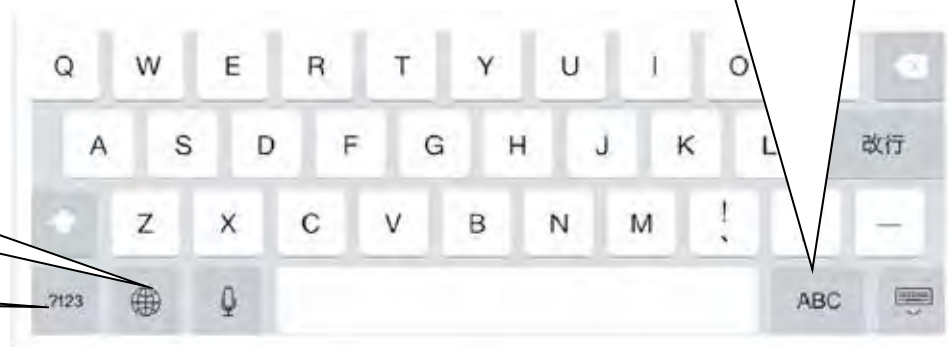 Q W E R T Y U I O
A S D F G H J K L 改行
Z X C V B N M ! 、 —
.?123 ABC